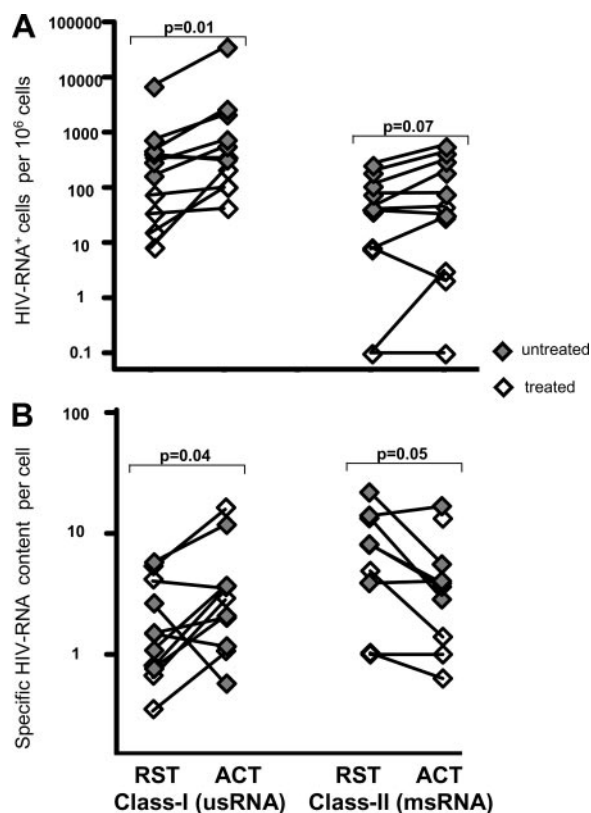 A
HIV-RNA+ cells per 10^6 cells
100000
10000
1000
100
10
1
0.1
p=0.01
p=0.07
untreated
treated
B
Specific HIV-RNA content per cell
100
10
1
p=0.04
p=0.05
RST ACT RST ACT
Class-I (usRNA) Class-II (msRNA)